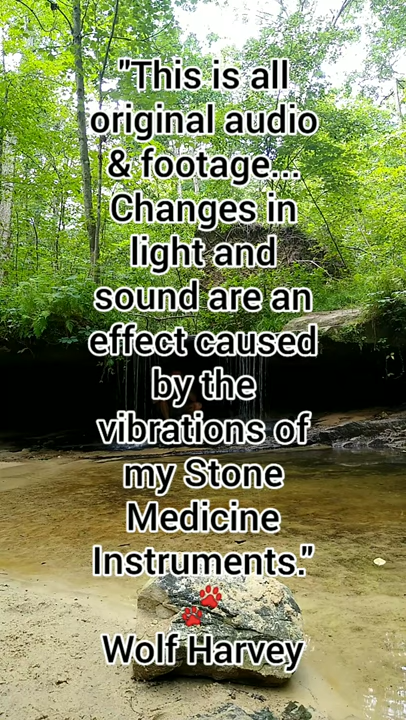 "This is all
original audio
& footage...
Changes in
light and
sound are an
effect caused
by the
vibrations of
my Stone
Medicine
Instruments."
🐾
Wolf Harvey